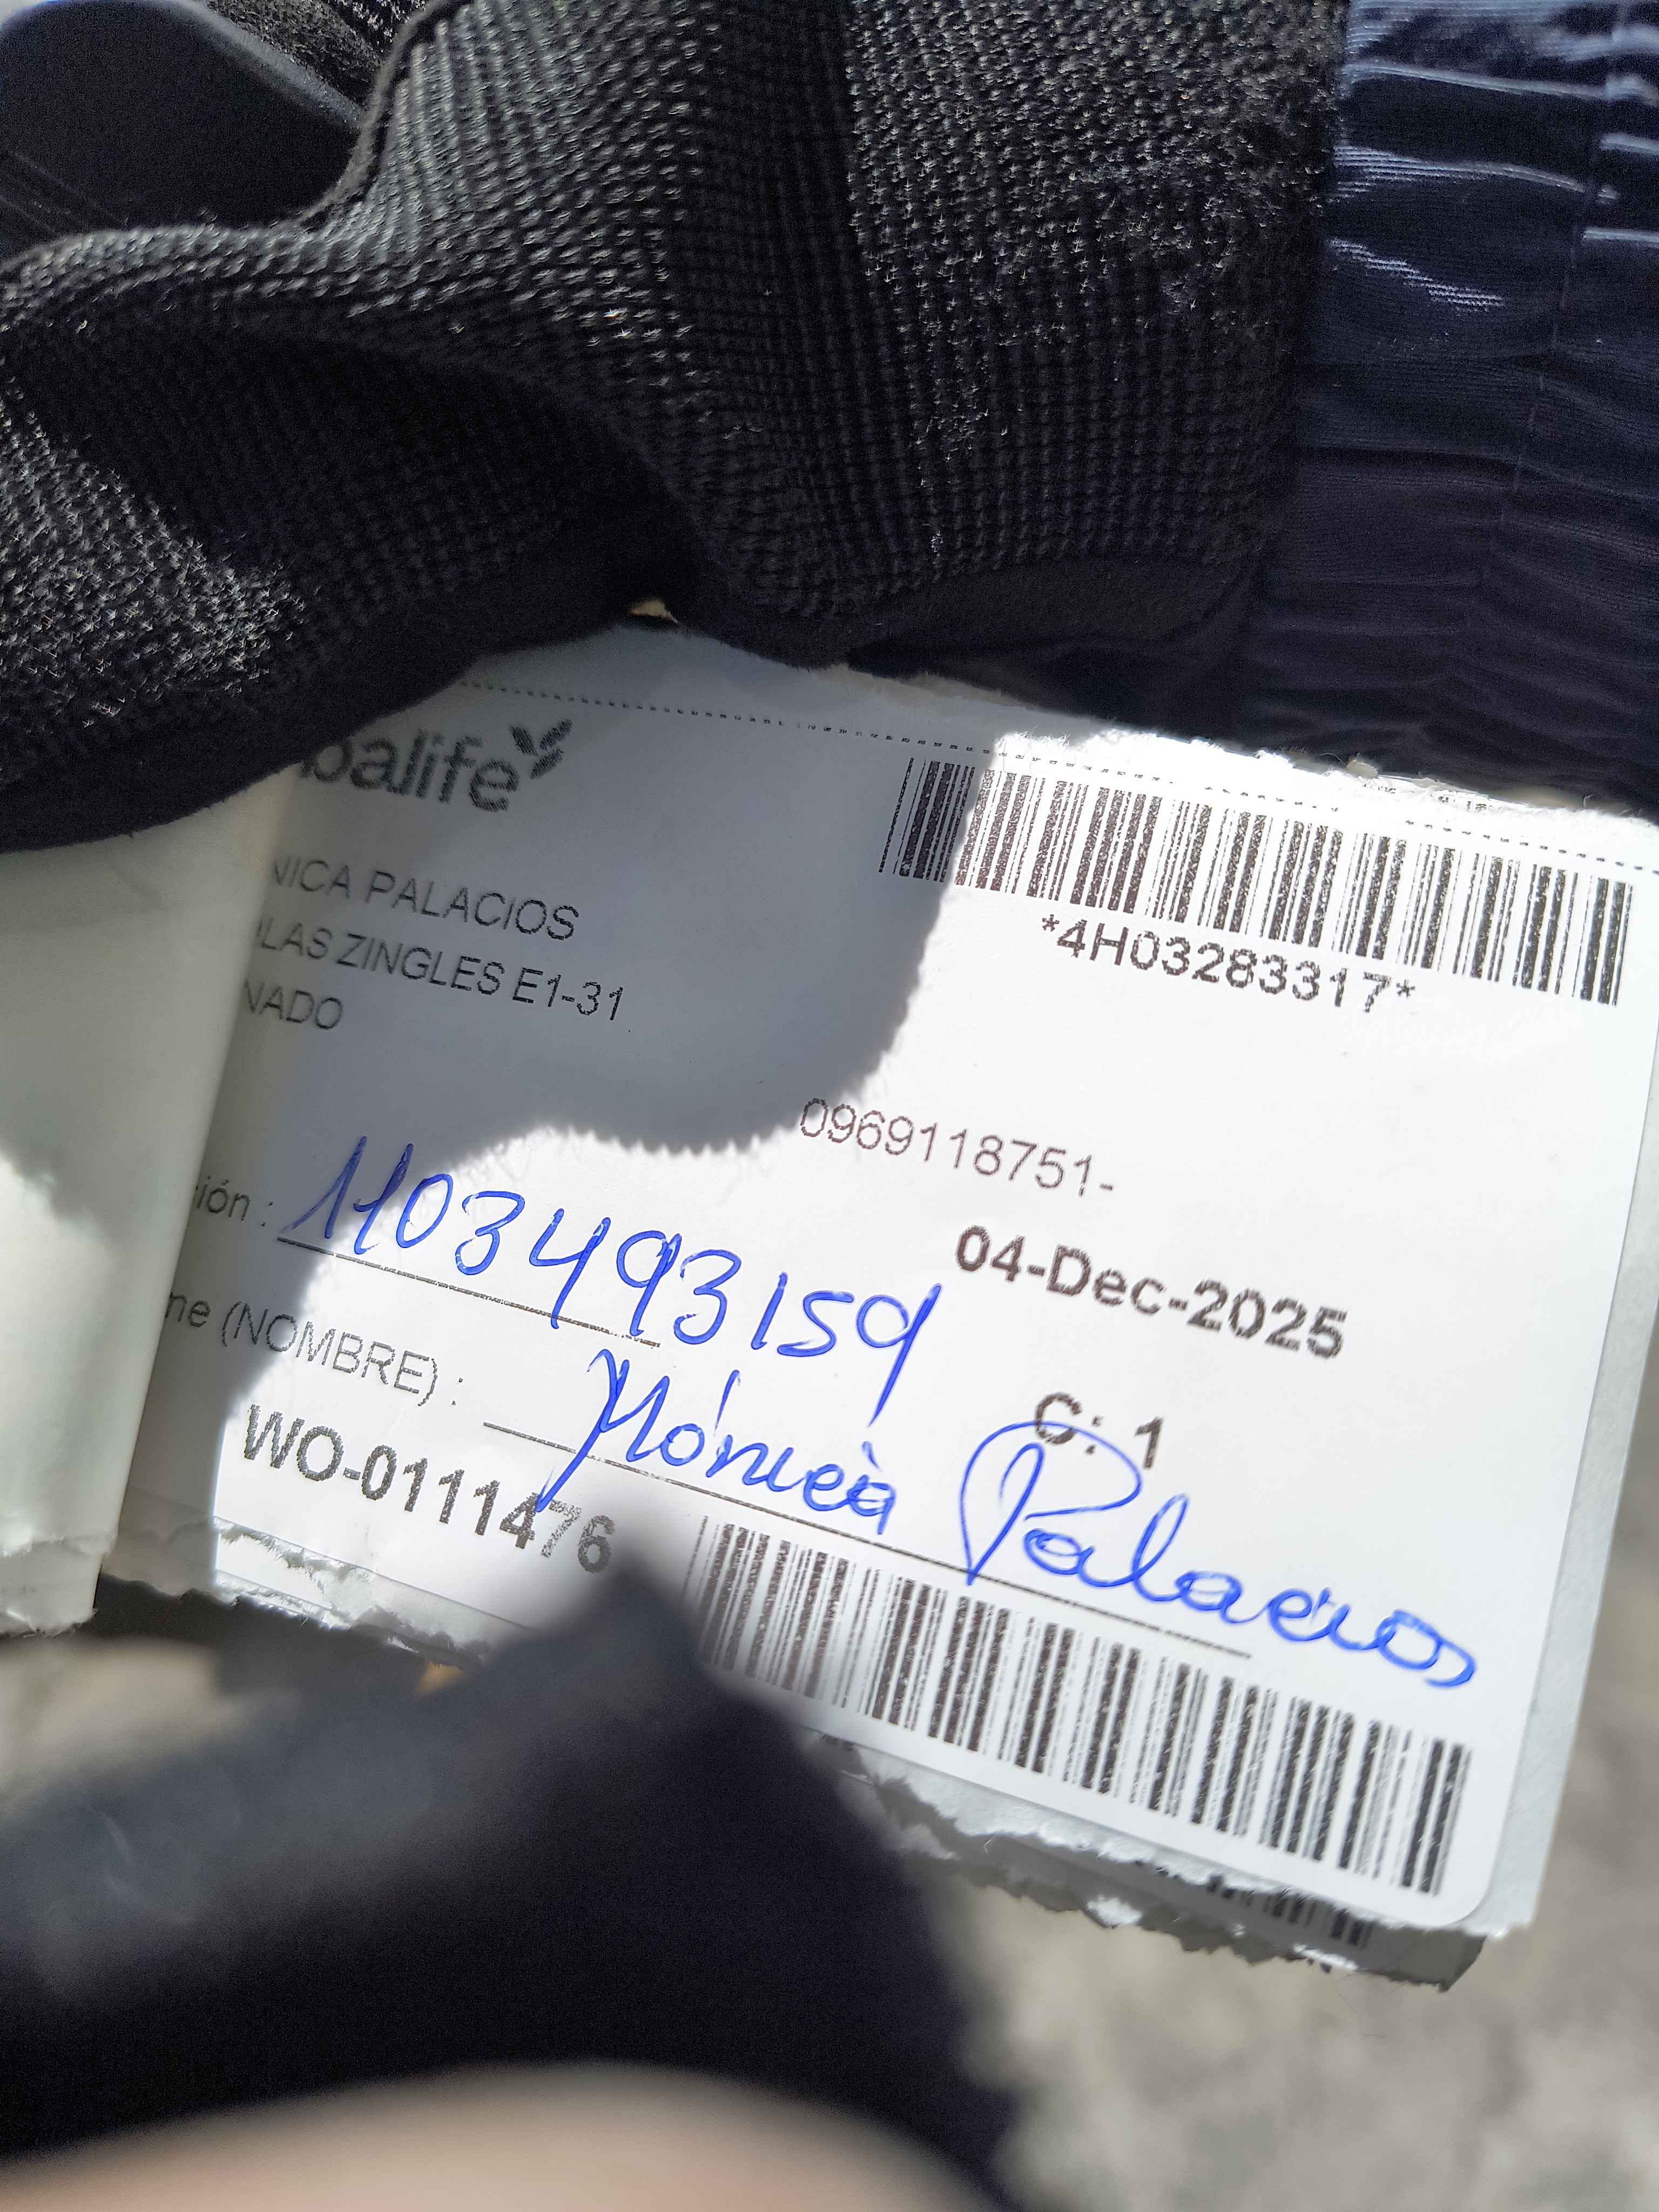 balife
NICA PALACIOS
LAS ZINGLES E1-31
NADO
*4H03283317*
0969118751-
ión : 1103493159
04-Dec-2025
ne (NOMBRE) : Mónica Palacios
C: 1
WO-0111476